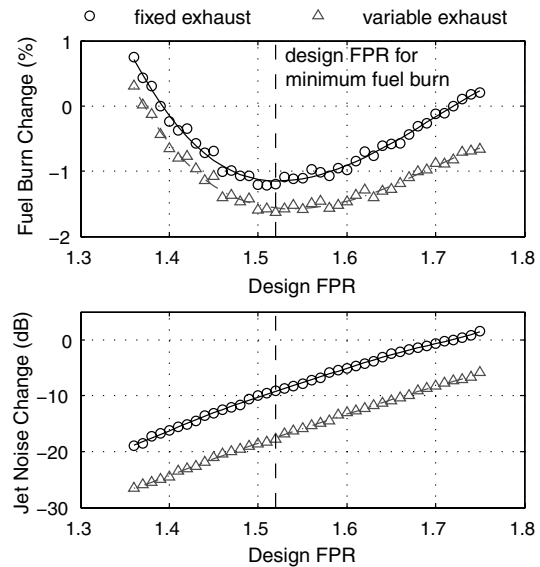 fixed exhaust variable exhaust
1
0
−1
−2
Fuel Burn Change (%)
design FPR for
minimum fuel burn
1.3 1.4 1.5 1.6 1.7 1.8
Design FPR
0
−10
−20
−30
Jet Noise Change (dB)
1.3 1.4 1.5 1.6 1.7 1.8
Design FPR